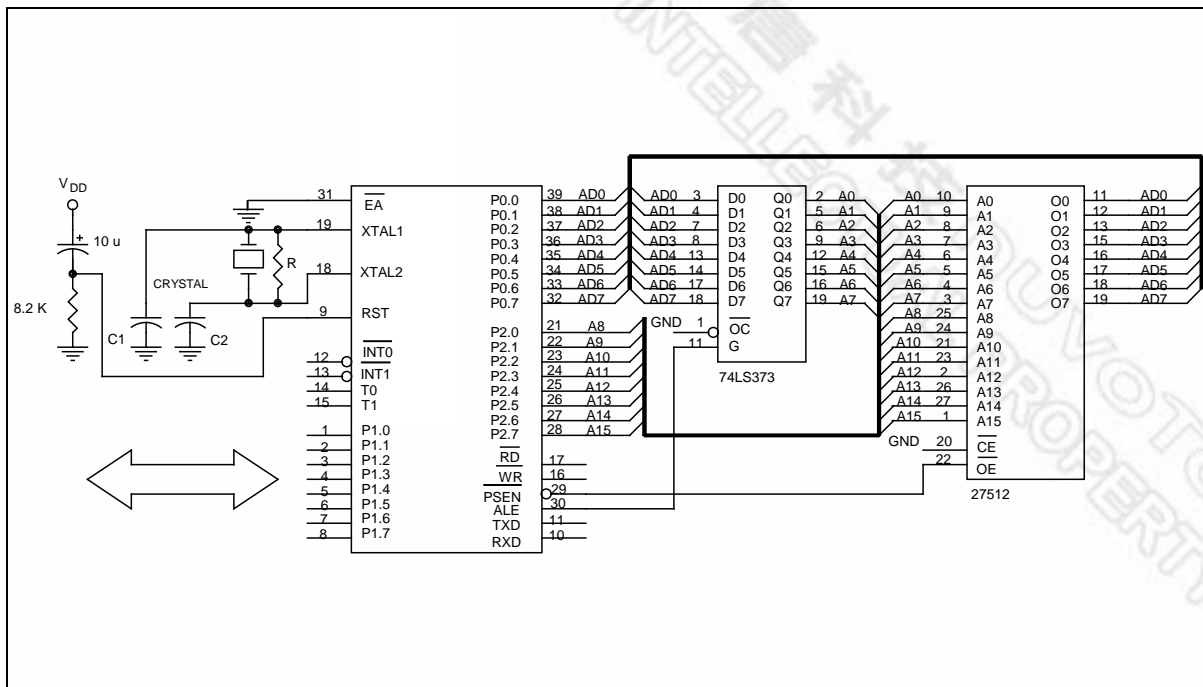 V DD
10 u
8.2 K
C1
CRYSTAL
C2
R
31 EA
19 XTAL1
18 XTAL2
9 RST
12 INT0
13 INT1
14 T0
15 T1
1 P1.0
2 P1.1
3 P1.2
4 P1.3
5 P1.4
6 P1.5
7 P1.6
8 P1.7
P0.0 39 AD0
P0.1 38 AD1
P0.2 37 AD2
P0.3 36 AD3
P0.4 35 AD4
P0.5 34 AD5
P0.6 33 AD6
P0.7 32 AD7
P2.0 21 A8
P2.1 22 A9
P2.2 23 A10
P2.3 24 A11
P2.4 25 A12
P2.5 26 A13
P2.6 27 A14
P2.7 28 A15
RD 17
WR 16
PSEN 29
ALE 30
TXD 11
RXD 10
AD0 3 D0 Q0 2 A0
AD1 4 D1 Q1 5 A1
AD2 7 D2 Q2 6 A2
AD3 8 D3 Q3 9 A3
AD4 13 D4 Q4 12 A4
AD5 14 D5 Q5 15 A5
AD6 17 D6 Q6 16 A6
AD7 18 D7 Q7 19 A7
GND 1 OC
11 G
74LS373
A0 10 A0 O0 11 AD0
A1 9 A1 O1 12 AD1
A2 8 A2 O2 13 AD2
A3 7 A3 O3 15 AD3
A4 6 A4 O4 16 AD4
A5 5 A5 O5 17 AD5
A6 4 A6 O6 18 AD6
A7 3 A7 O7 19 AD7
A8 25 A8
A9 24 A9
A10 21 A10
A11 23 A11
A12 2 A12
A13 26 A13
A14 27 A14
A15 1 A15
GND 20 CE
22 OE
27512
唐科技
NUVOTO
INTELLECTUAL PROPERTY